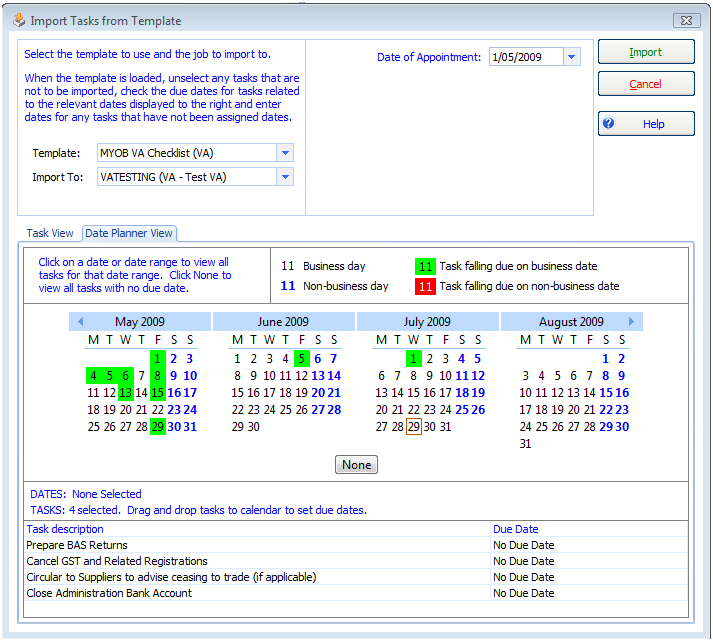 Import Tasks from Template
Select the template to use and the job to import to.
When the template is loaded, unselect any tasks that are
not to be imported, check the due dates for tasks related
to the relevant dates displayed to the right and enter
dates for any tasks that have not been assigned dates.
Template: MYOB VA Checklist (VA)
Import To: VATESTING (VA - Test VA)
Date of Appointment: 1/05/2009
Import
Cancel
Help
Task View Date Planner View
Click on a date or date range to view all
tasks for that date range. Click None to
view all tasks with no due date.
11 Business day 11 Task falling due on business date
11 Non-business day 11 Task falling due on non-business date
May 2009 June 2009 July 2009 August 2009
M T W T F S S M T W T F S S M T W T F S S M T W T F S S
1 2 3 1 2 3 4 5 6 7 1 2 3 4 5 1 2
4 5 6 7 8 9 10 8 9 10 11 12 13 14 6 7 8 9 10 11 12 3 4 5 6 7 8 9
11 12 13 14 15 16 17 15 16 17 18 19 20 21 13 14 15 16 17 18 19 10 11 12 13 14 15 16
18 19 20 21 22 23 24 22 23 24 25 26 27 28 20 21 22 23 24 25 26 17 18 19 20 21 22 23
25 26 27 28 29 30 31 29 30 27 28 29 30 31 24 25 26 27 28 29 30
31
None
DATES: None Selected
TASKS: 4 selected. Drag and drop tasks to calendar to set due dates.
Task description Due Date
Prepare BAS Returns No Due Date
Cancel GST and Related Registrations No Due Date
Circular to Suppliers to advise ceasing to trade (if applicable) No Due Date
Close Administration Bank Account No Due Date